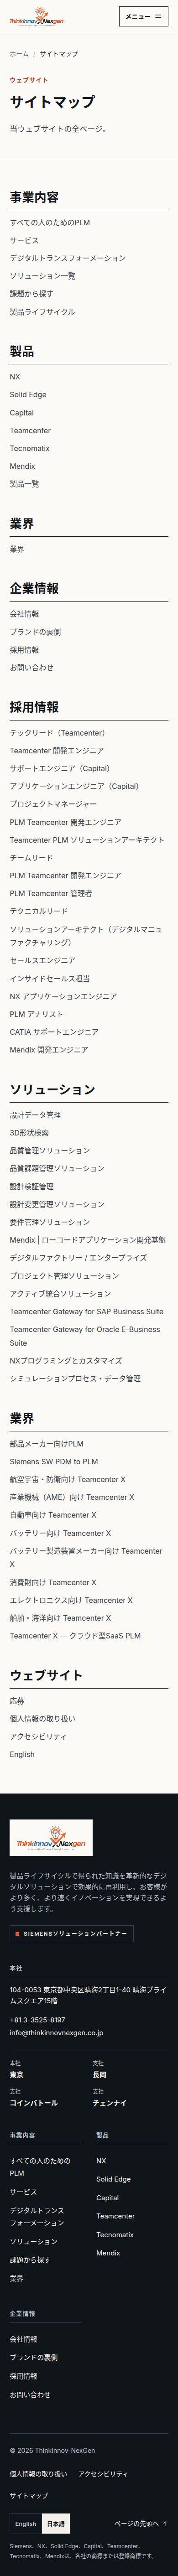 ThinkInnovNexgen
メニュー
ホーム / サイトマップ
ウェブサイト
サイトマップ
当ウェブサイトの全ページ。
事業内容
すべての人のためのPLM
サービス
デジタルトランスフォーメーション
ソリューション一覧
課題から探す
製品ライフサイクル
製品
NX
Solid Edge
Capital
Teamcenter
Tecnomatix
Mendix
製品一覧
業界
業界
企業情報
会社情報
ブランドの裏側
採用情報
お問い合わせ
採用情報
テックリード（Teamcenter）
Teamcenter 開発エンジニア
サポートエンジニア（Capital）
アプリケーションエンジニア（Capital）
プロジェクトマネージャー
PLM Teamcenter 開発エンジニア
Teamcenter PLM ソリューションアーキテクト
チームリード
PLM Teamcenter 開発エンジニア
PLM Teamcenter 管理者
テクニカルリード
ソリューションアーキテクト（デジタルマニュ
ファクチャリング）
セールスエンジニア
インサイドセールス担当
NX アプリケーションエンジニア
PLM アナリスト
CATIA サポートエンジニア
Mendix 開発エンジニア
ソリューション
設計データ管理
3D形状検索
品質管理ソリューション
品質課題管理ソリューション
設計検証管理
設計変更管理ソリューション
要件管理ソリューション
Mendix | ローコードアプリケーション開発基盤
デジタルファクトリー / エンタープライズ
プロジェクト管理ソリューション
アクティブ統合ソリューション
Teamcenter Gateway for SAP Business Suite
Teamcenter Gateway for Oracle E-Business
Suite
NXプログラミングとカスタマイズ
シミュレーションプロセス・データ管理
業界
部品メーカー向けPLM
Siemens SW PDM to PLM
航空宇宙・防衛向け Teamcenter X
産業機械（AME）向け Teamcenter X
自動車向け Teamcenter X
バッテリー向け Teamcenter X
バッテリー製造装置メーカー向け Teamcenter
X
消費財向け Teamcenter X
エレクトロニクス向け Teamcenter X
船舶・海洋向け Teamcenter X
Teamcenter X — クラウド型SaaS PLM
ウェブサイト
応募
個人情報の取り扱い
アクセシビリティ
English
ThinkInnovNexgen
製品ライフサイクルで得られた知識を革新的なデジ
タルソリューションで効果的に再利用し、お客様が
より多く、より速くイノベーションを実現できるよ
う支援します。
SIEMENSソリューションパートナー
本社
104-0053 東京都中央区晴海2丁目1-40 晴海プライ
ムスクエア15階
+81 3-3525-8197
info@thinkinnovnexgen.co.jp
本社
東京
支社
長岡
支社
コインバトール
支社
チェンナイ
事業内容
すべての人のための
PLM
サービス
デジタルトランス
フォーメーション
ソリューション
課題から探す
業界
製品
NX
Solid Edge
Capital
Teamcenter
Tecnomatix
Mendix
企業情報
会社情報
ブランドの裏側
採用情報
お問い合わせ
© 2026 ThinkInnov-NexGen
個人情報の取り扱い アクセシビリティ
サイトマップ
English 日本語
ページの先頭へ ↑
Siemens、NX、Solid Edge、Capital、Teamcenter、
Tecnomatix、Mendixは、各社の商標または登録商標です。